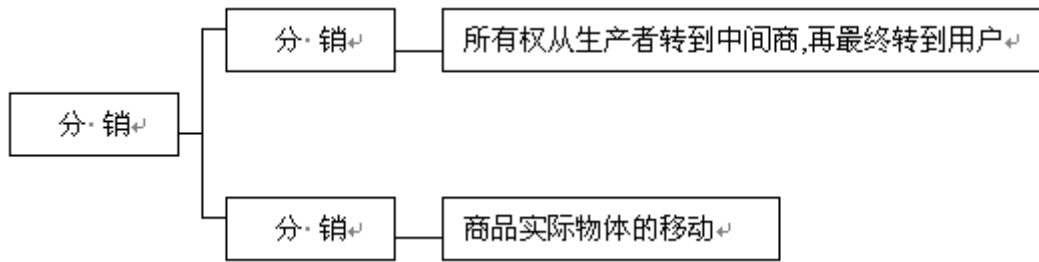 分 销
所有权从生产者转到中间商,再最终转到用户
分 销
分 销
商品实际物体的移动